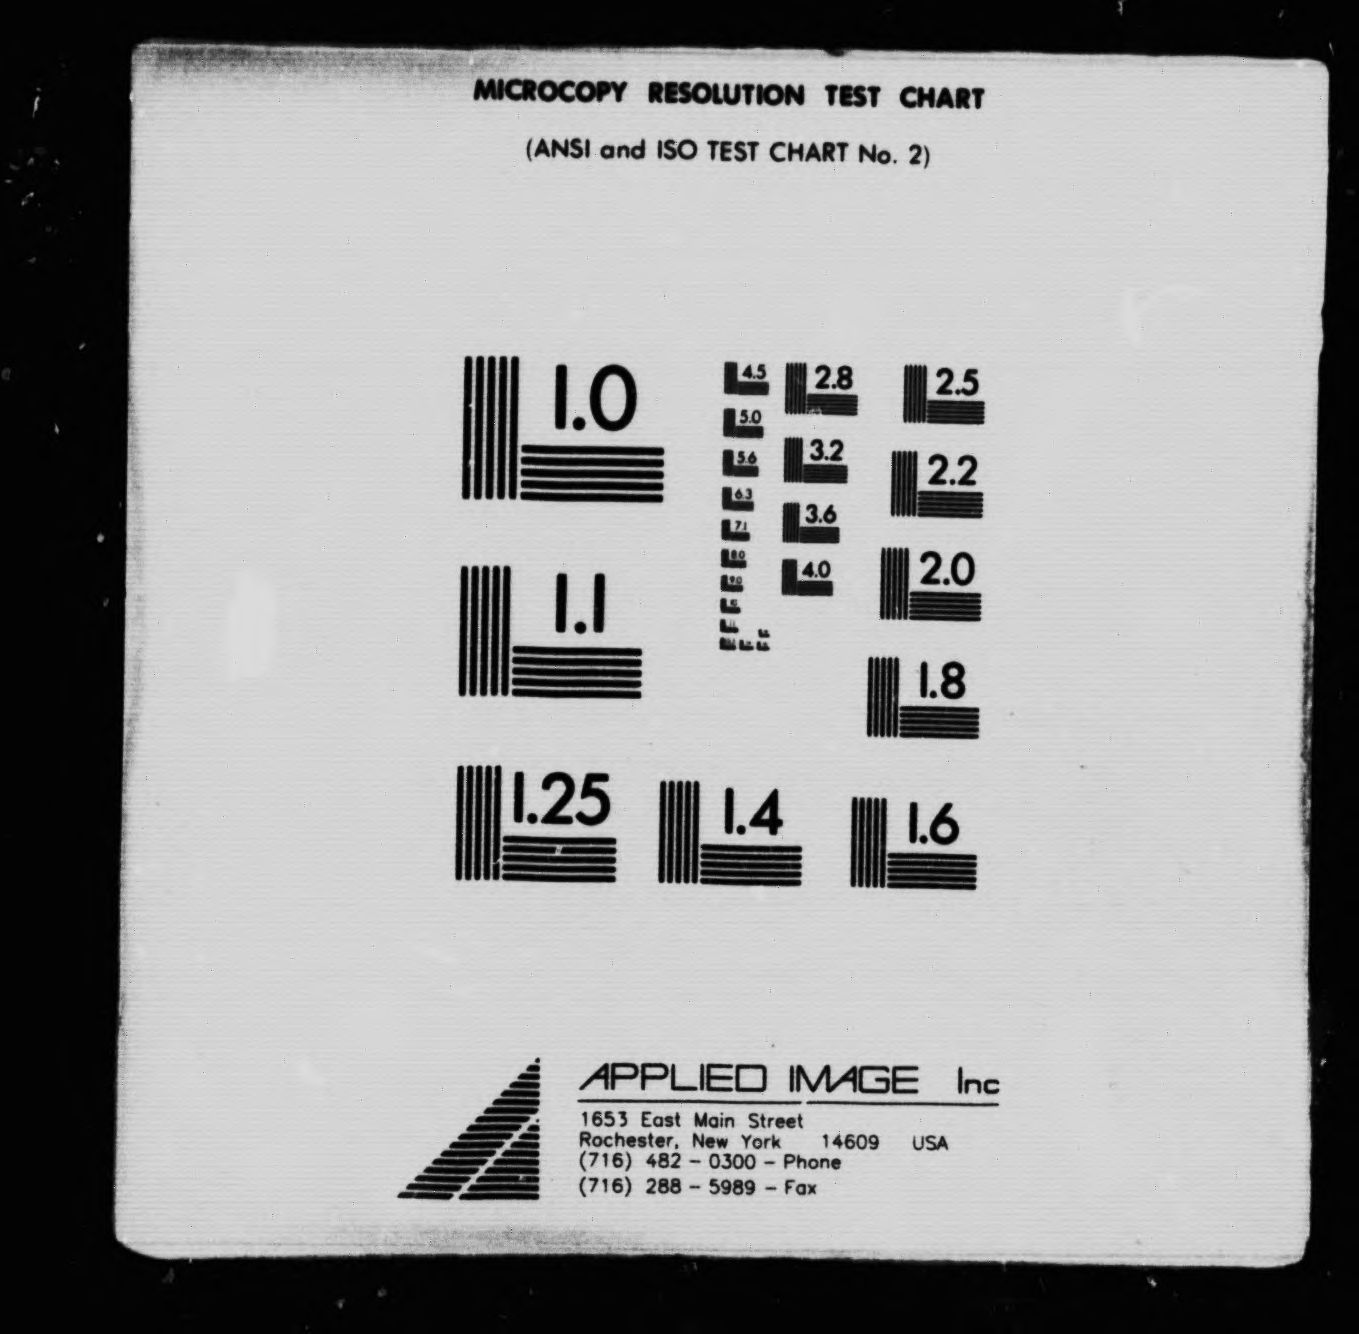 MICROCOPY RESOLUTION TEST CHART
(ANSI and ISO TEST CHART No. 2)
1.0
4.5
2.8
2.5
5.0
3.2
2.2
5.6
6.3
3.6
7.1
8.0
4.0
2.0
9.0
1.1
1.8
1.25
1.4
1.6
APPLIED IMAGE Inc
1653 East Main Street
Rochester, New York 14609 USA
(716) 482 - 0300 - Phone
(716) 288 - 5989 - Fax